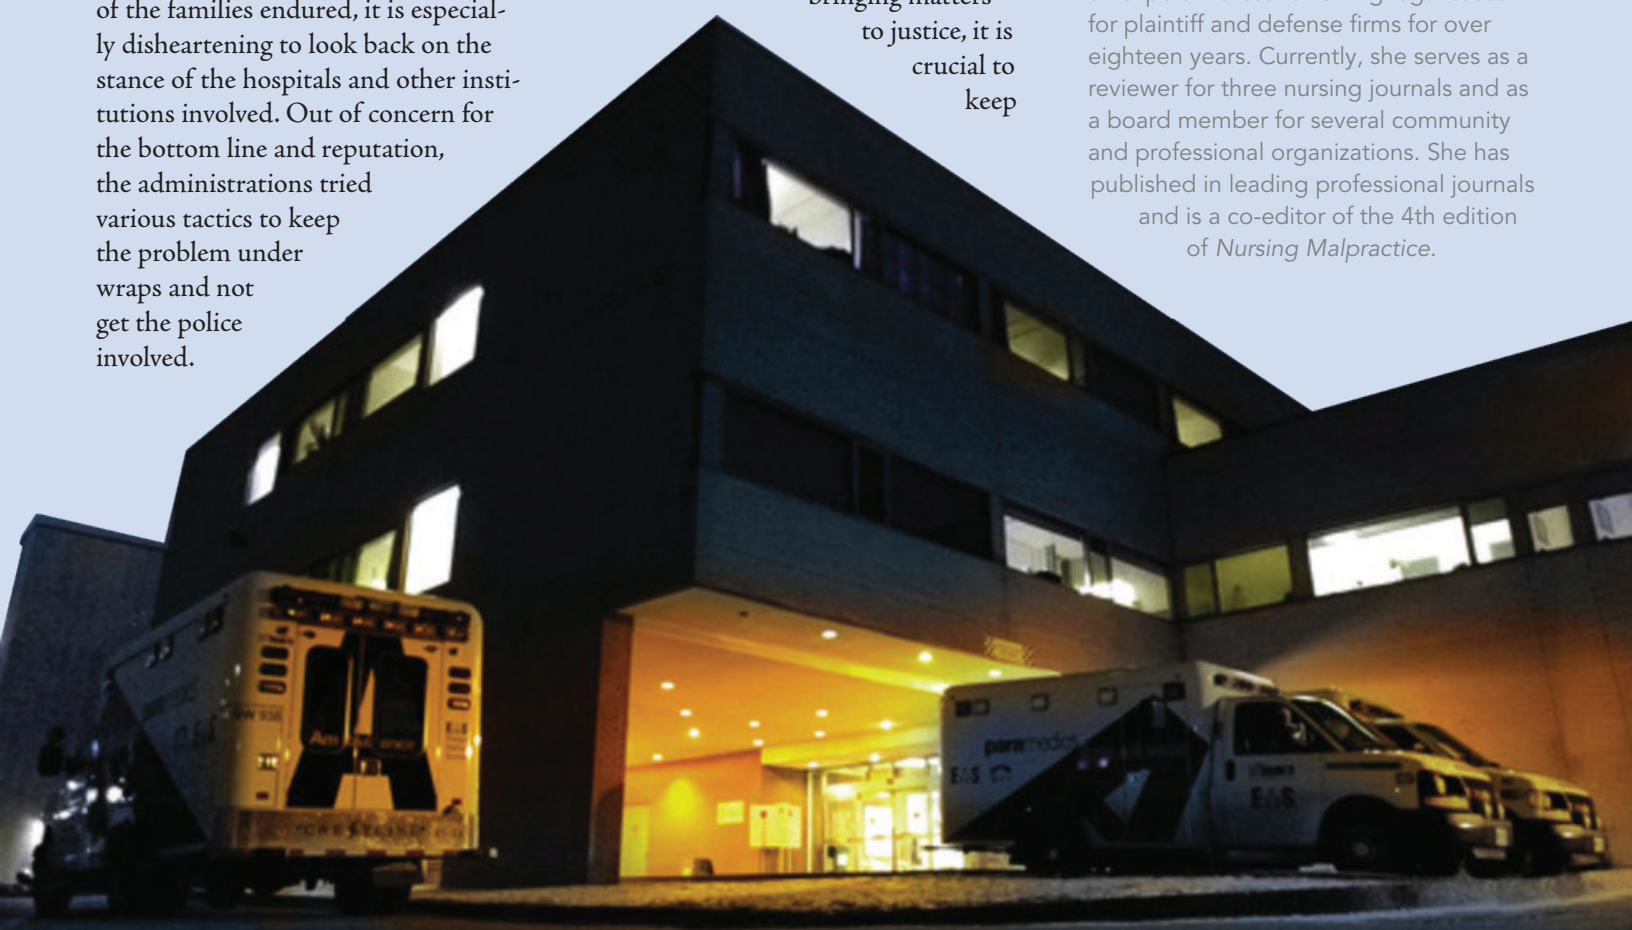 of the families endured, it is especial-
ly disheartening to look back on the
stance of the hospitals and other insti-
tutions involved. Out of concern for
the bottom line and reputation,
the administrations tried
various tactics to keep
the problem under
wraps and not
get the police
involved.
bringing matters
to justice, it is
crucial to
keep
for plaintiff and defense firms for over
eighteen years. Currently, she serves as a
reviewer for three nursing journals and as
a board member for several community
and professional organizations. She has
published in leading professional journals
and is a co-editor of the 4th edition
of Nursing Malpractice.
Am ance
CRESTLINE
paramedics
EMS
EMS